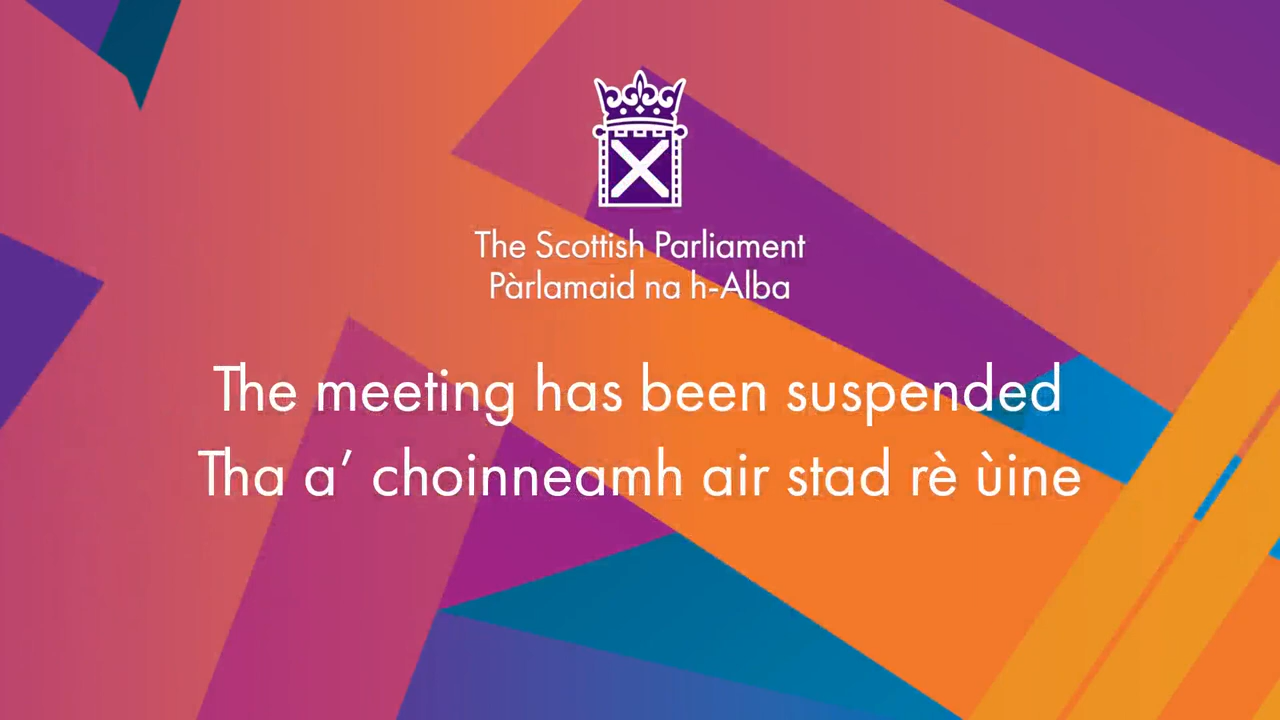 The Scottish Parliament
Pàrlamaid na h-Alba
The meeting has been suspended
Tha a’ choinneamh air stad rè ùine